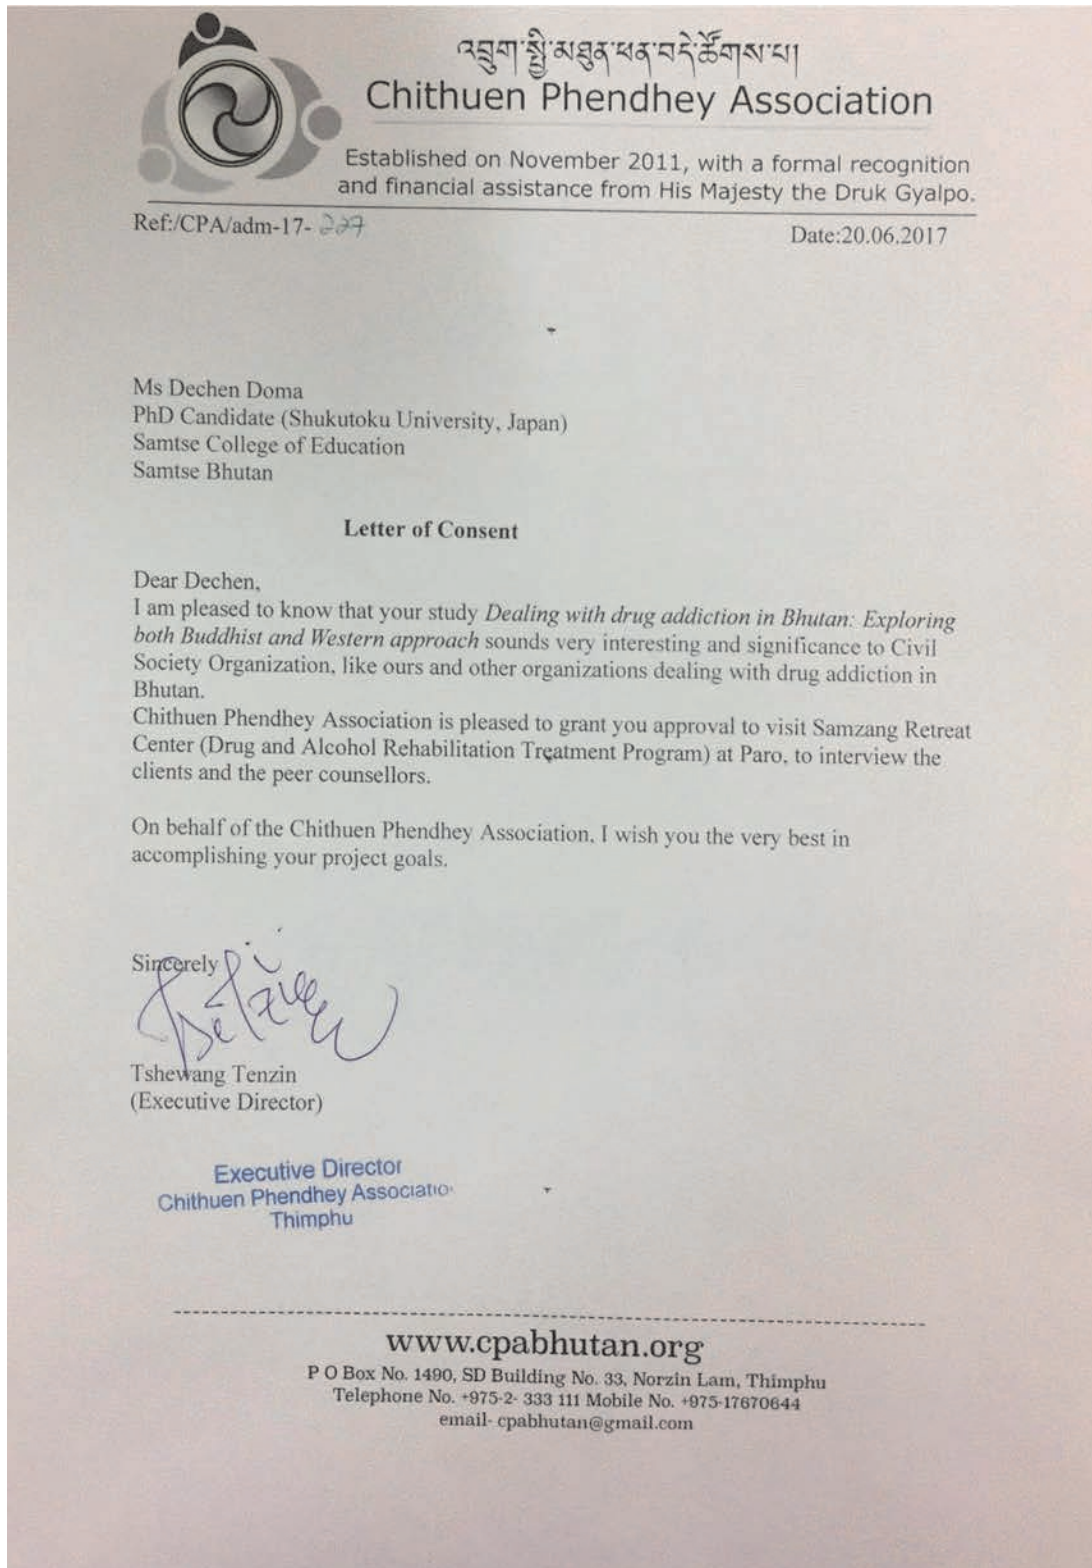 འབྲུག་སྤྱི་མཐུན་ཕན་བདེ་ཚོགས་པ།
Chithuen Phendhey Association
Established on November 2011, with a formal recognition
and financial assistance from His Majesty the Druk Gyalpo.
Ref:/CPA/adm-17-
Date:20.06.2017
Ms Dechen Doma
PhD Candidate (Shukutoku University, Japan)
Samtse College of Education
Samtse Bhutan
Letter of Consent
Dear Dechen,
I am pleased to know that your study Dealing with drug addiction in Bhutan: Exploring
both Buddhist and Western approach sounds very interesting and significance to Civil
Society Organization, like ours and other organizations dealing with drug addiction in
Bhutan.
Chithuen Phendhey Association is pleased to grant you approval to visit Samzang Retreat
Center (Drug and Alcohol Rehabilitation Treatment Program) at Paro, to interview the
clients and the peer counsellors.
On behalf of the Chithuen Phendhey Association, I wish you the very best in
accomplishing your project goals.
Sincerely
Tshewang Tenzin
(Executive Director)
Executive Director
Chithuen Phendhey Associatio
Thimphu
www.cpabhutan.org
P O Box No. 1490, SD Building No. 33, Norzin Lam, Thimphu
Telephone No. +975-2- 333 111 Mobile No. +975-17670644
email- cpabhutan@gmail.com